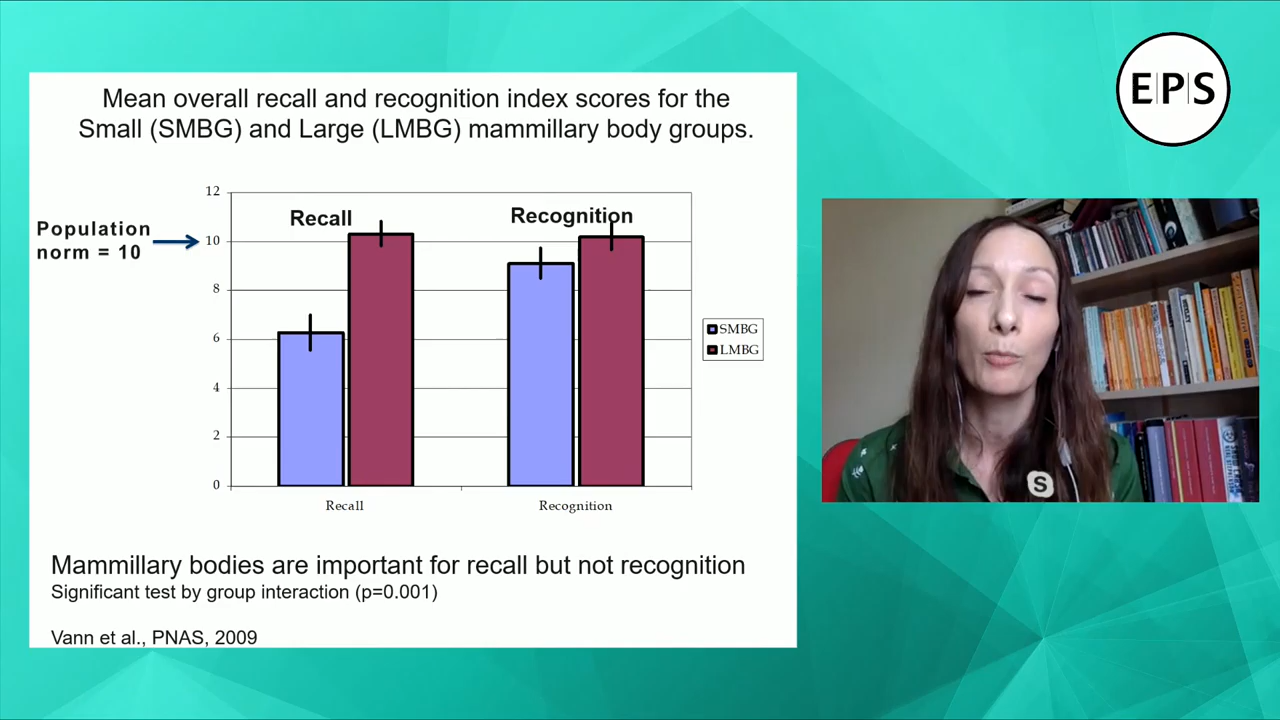 E|P|S
Mean overall recall and recognition index scores for the
Small (SMBG) and Large (LMBG) mammillary body groups.
Population
norm = 10
12
10
8
6
4
2
0
Recall
Recognition
SMBG
LMBG
Recall
Recognition
Mammillary bodies are important for recall but not recognition
Significant test by group interaction (p=0.001)
Vann et al., PNAS, 2009
S